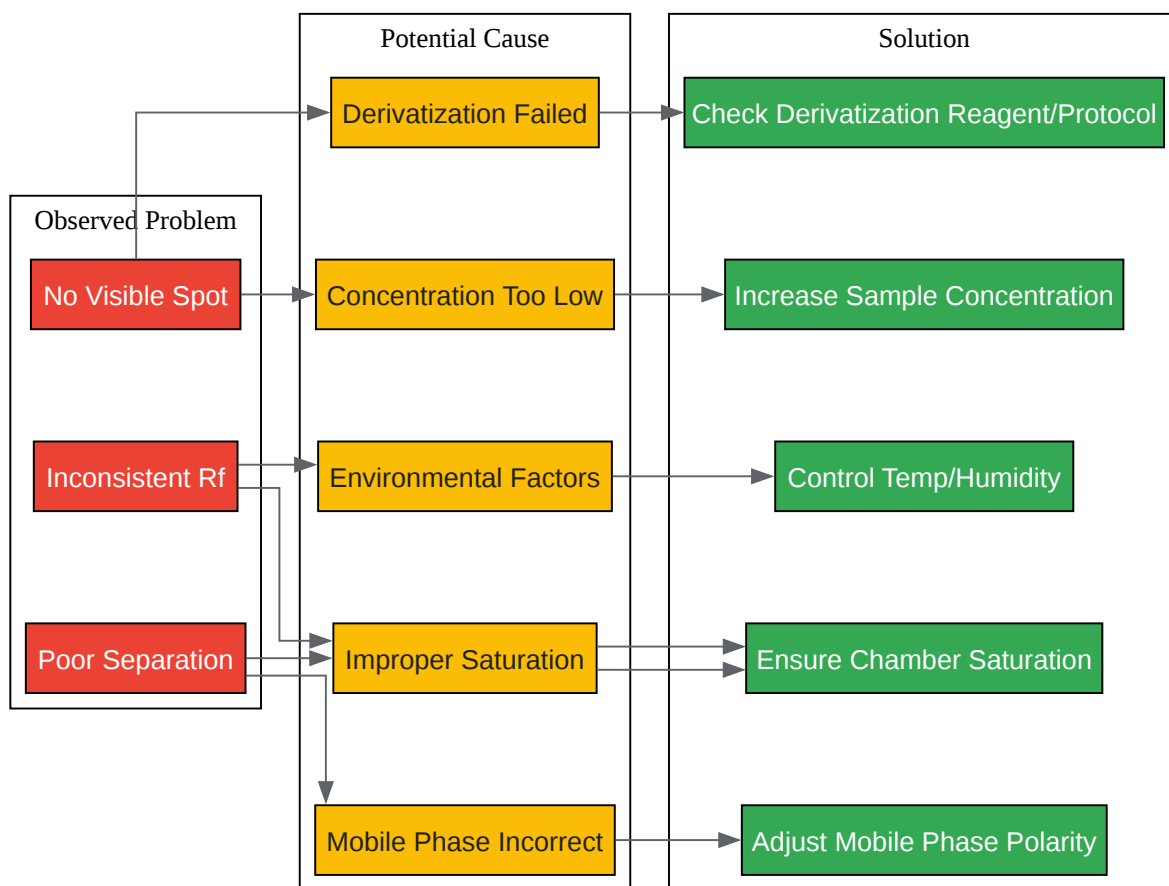 Potential Cause
Solution
Derivatization Failed
Check Derivatization Reagent/Protocol
Observed Problem
No Visible Spot
Concentration Too Low
Increase Sample Concentration
Inconsistent Rf
Environmental Factors
Control Temp/Humidity
Poor Separation
Improper Saturation
Ensure Chamber Saturation
Mobile Phase Incorrect
Adjust Mobile Phase Polarity